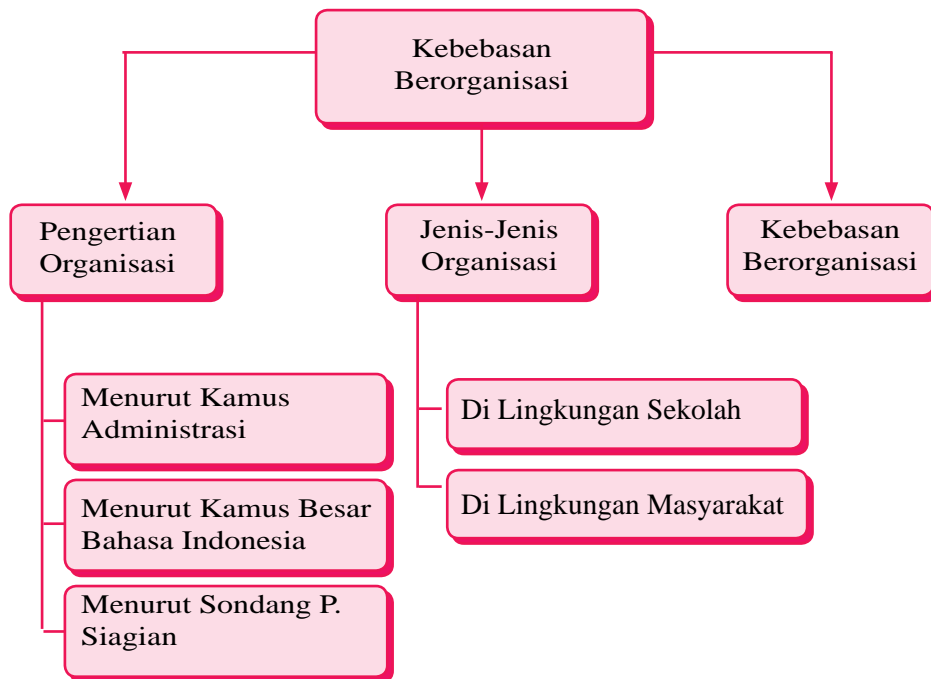 Kebebasan
Berorganisasi
Pengertian
Organisasi
Jenis-Jenis
Organisasi
Kebebasan
Berorganisasi
Menurut Kamus
Administrasi
Menurut Kamus Besar
Bahasa Indonesia
Menurut Sondang P.
Siagian
Di Lingkungan Sekolah
Di Lingkungan Masyarakat